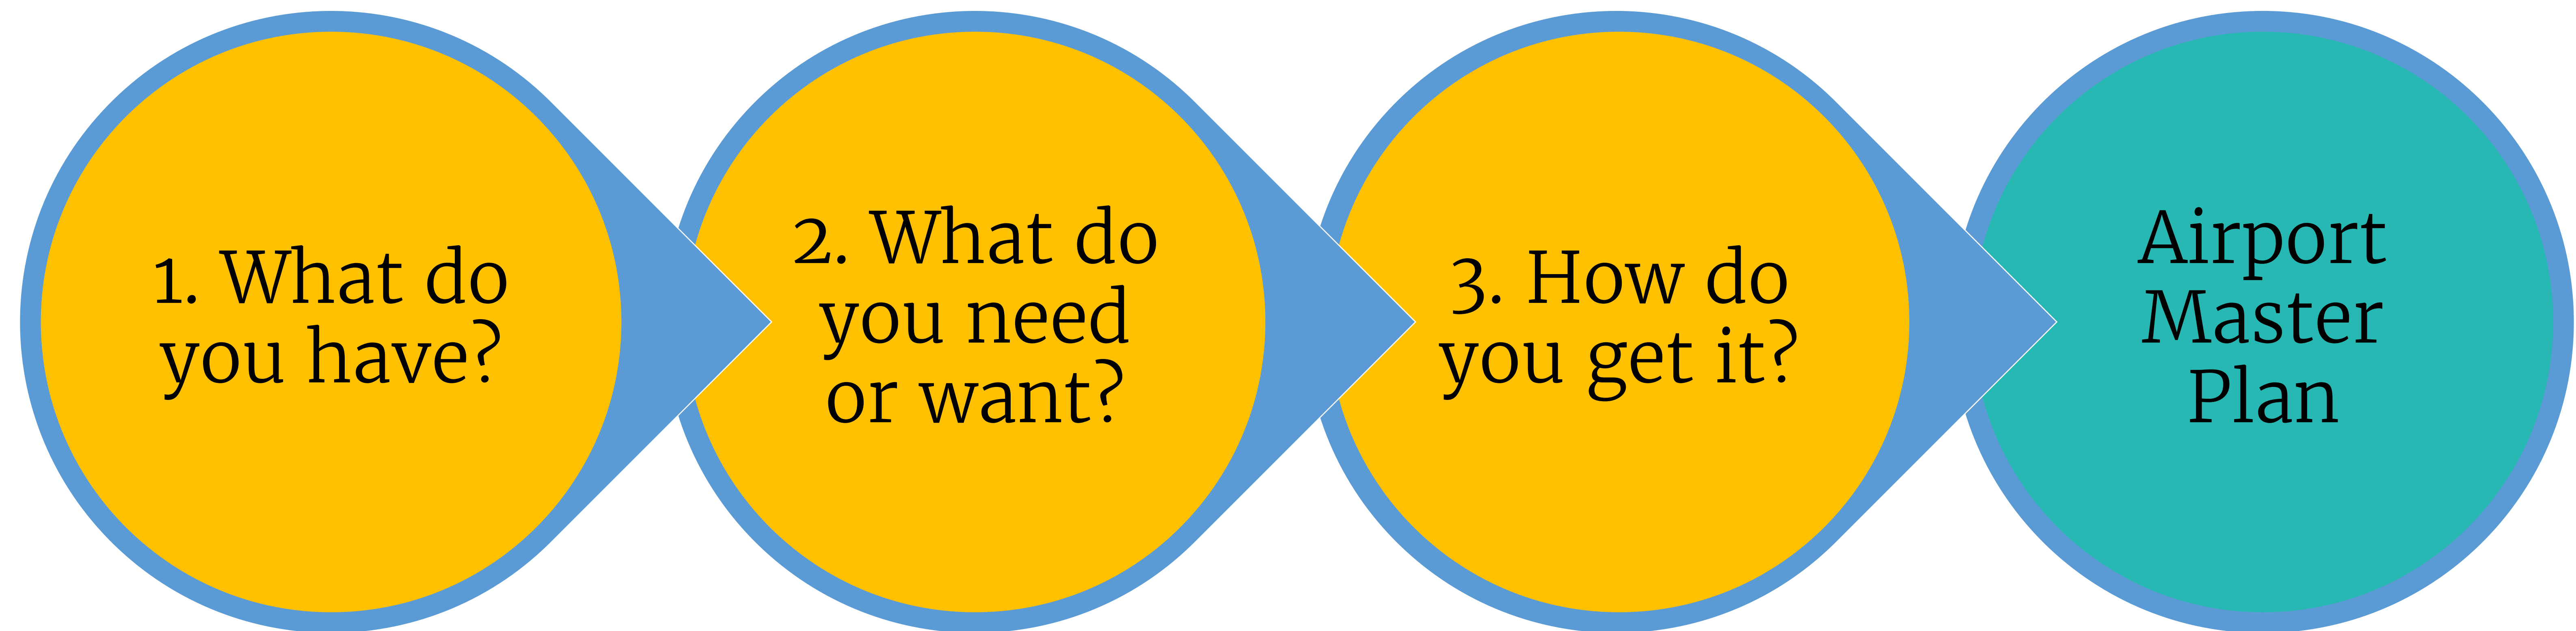 1. What do
you have?
2. What do
you need
or want?
3. How do
you get it?
Airport
Master
Plan